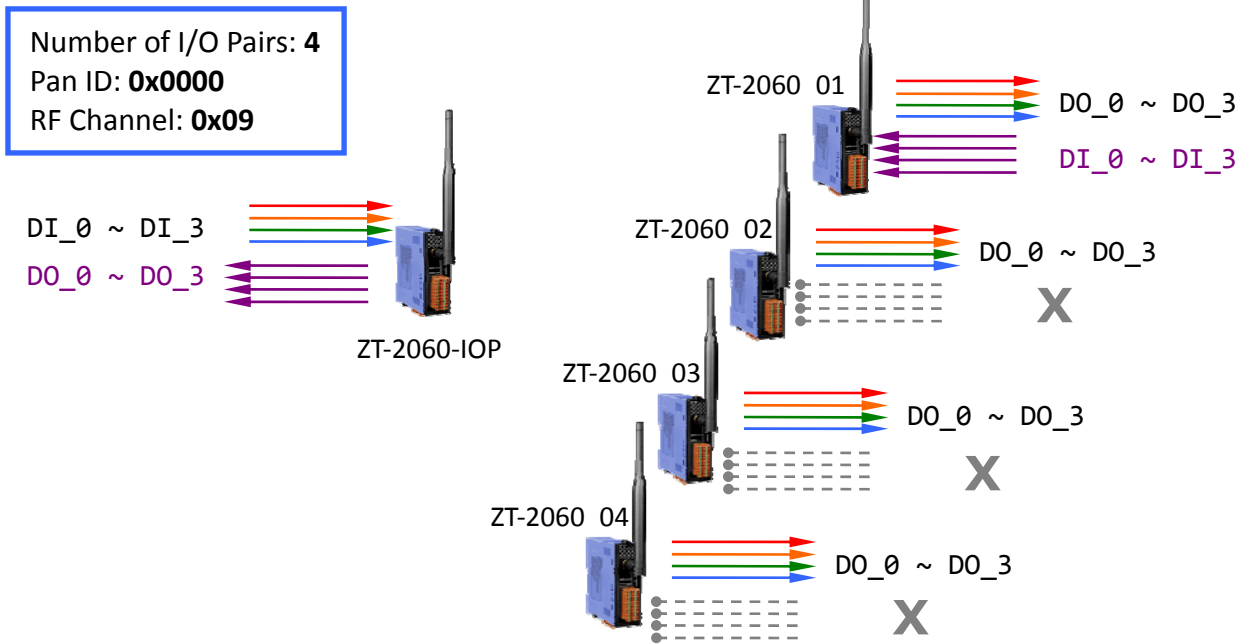 Number of I/O Pairs: 4
Pan ID: 0x0000
RF Channel: 0x09
ZT-2060 01
DO_0 ~ DO_3
DI_0 ~ DI_3
DI_0 ~ DI_3
DO_0 ~ DO_3
ZT-2060-IOP
ZT-2060 02
DO_0 ~ DO_3
X
ZT-2060 03
DO_0 ~ DO_3
X
ZT-2060 04
DO_0 ~ DO_3
X